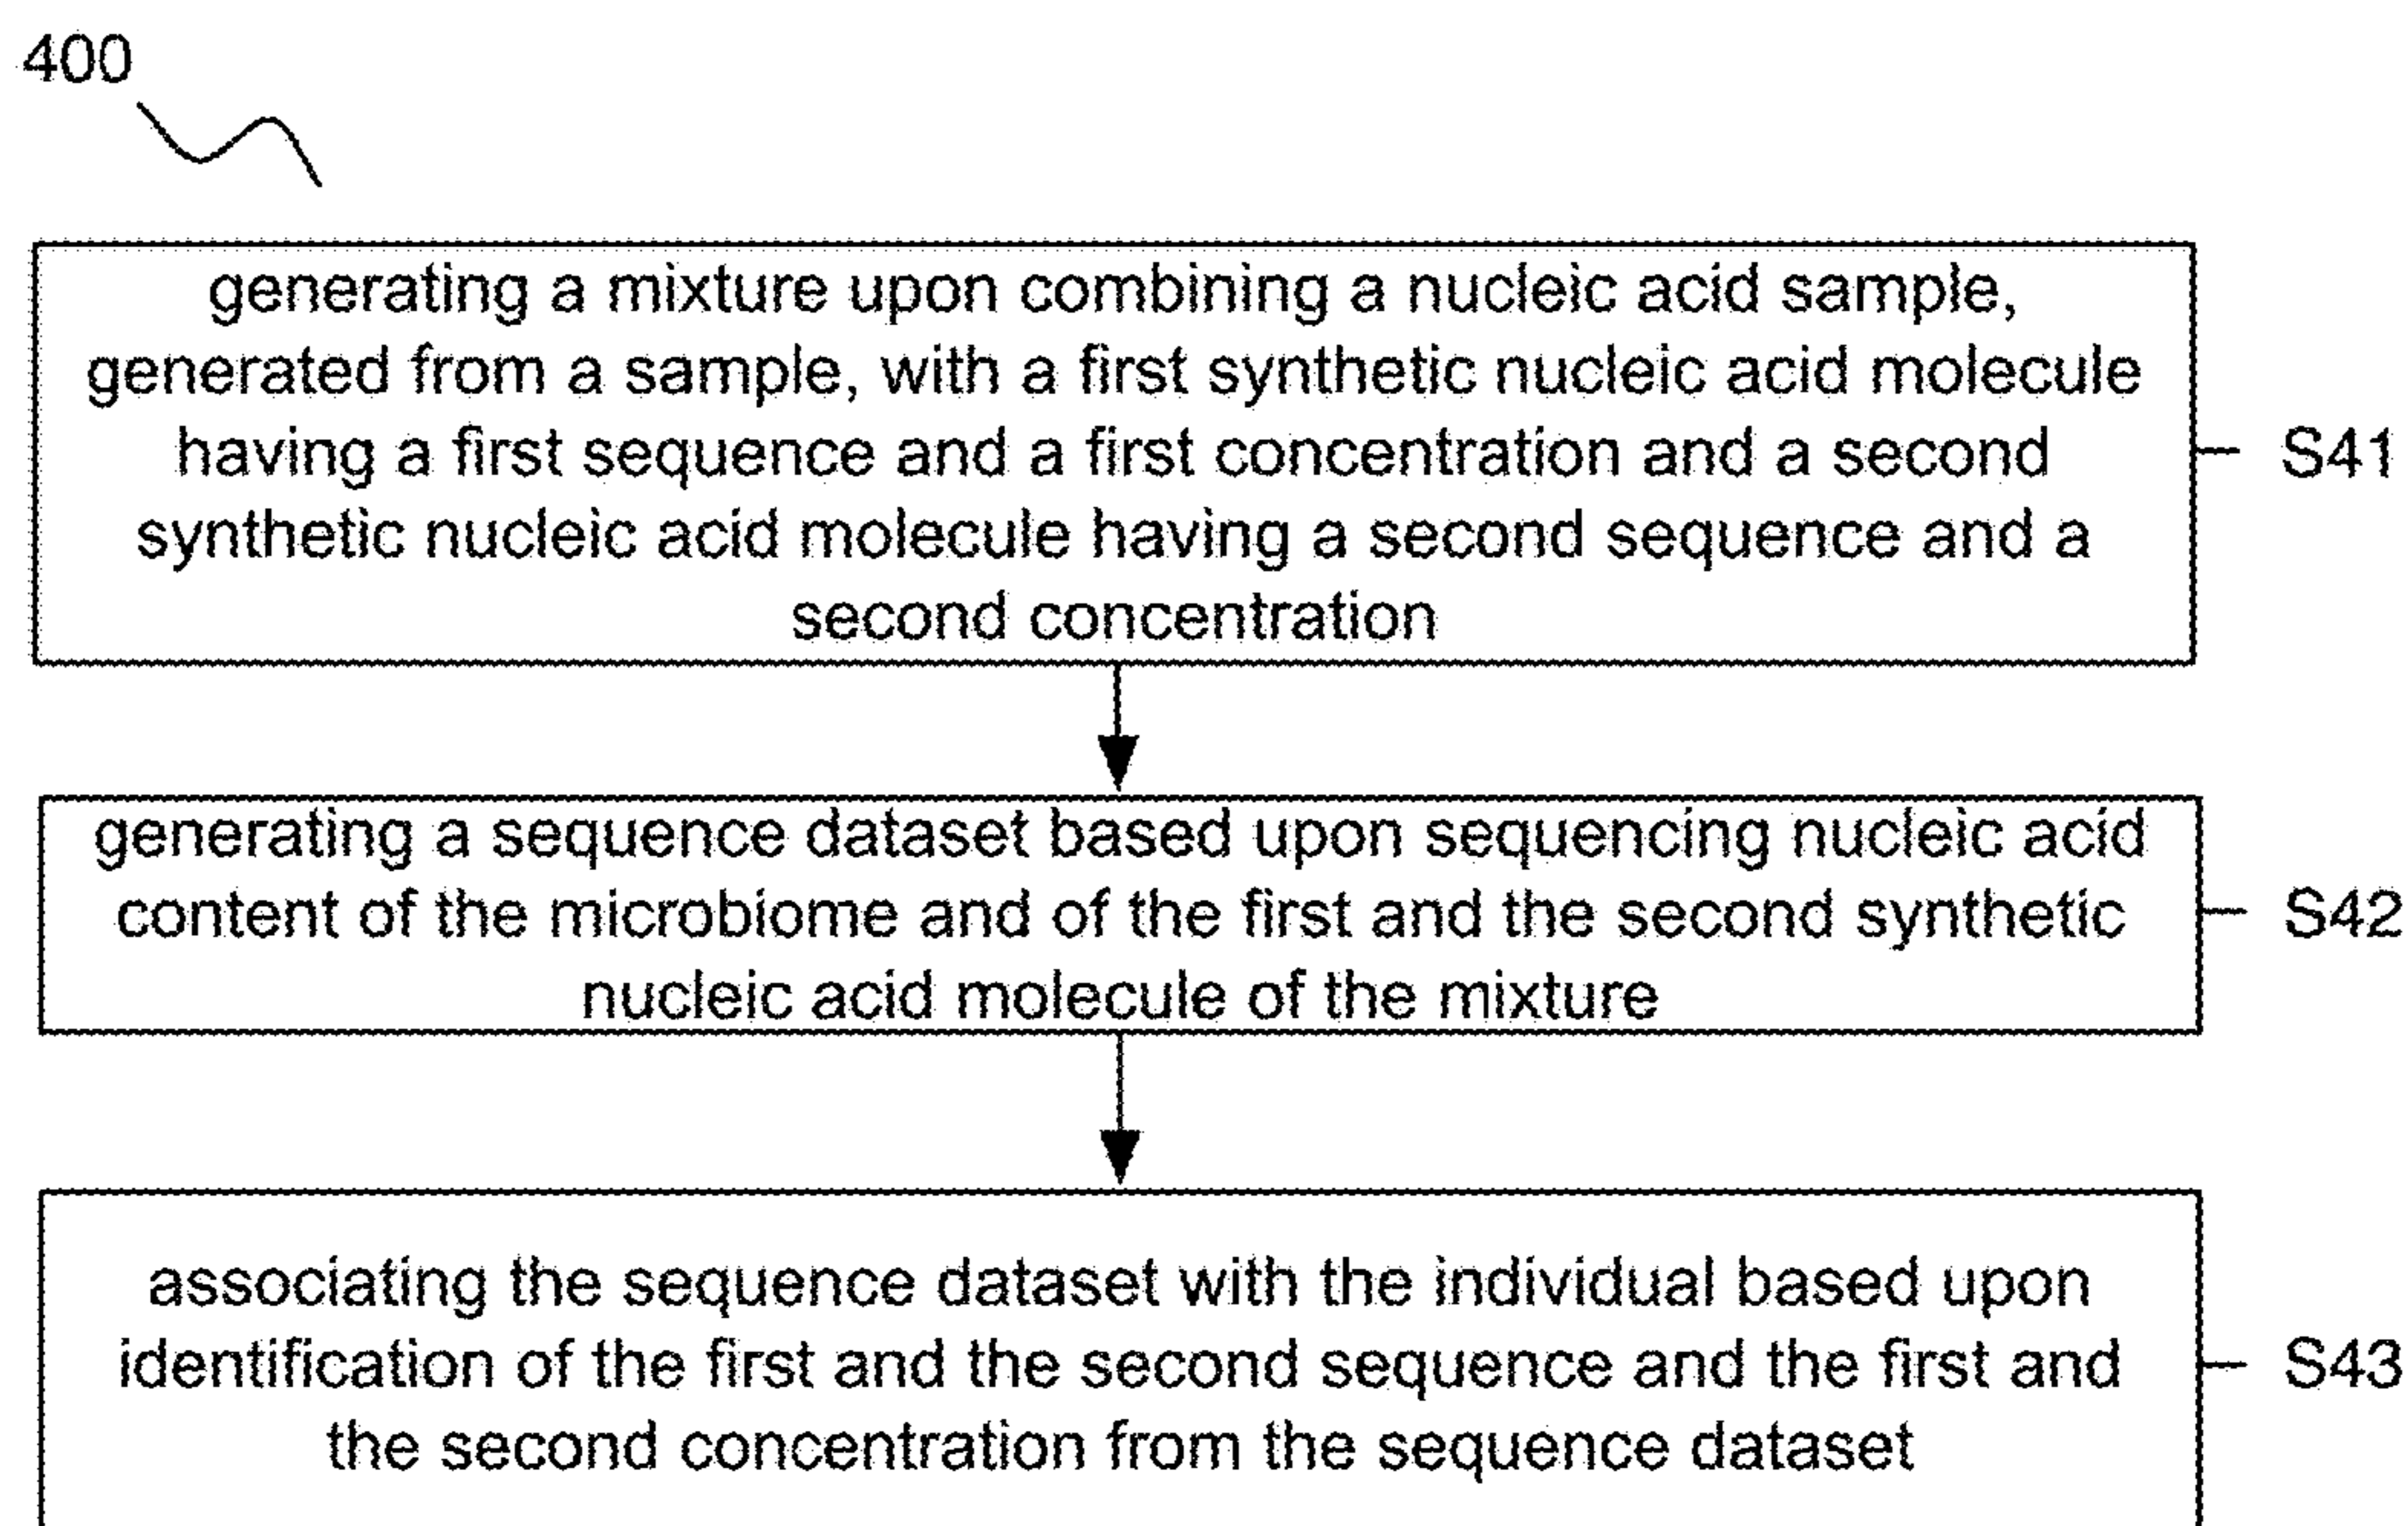 400
generating a mixture upon combining a nucleic acid sample,
generated from a sample, with a first synthetic nucleic acid molecule
having a first sequence and a first concentration and a second
synthetic nucleic acid molecule having a second sequence and a
second concentration
S41
generating a sequence dataset based upon sequencing nucleic acid
content of the microbiome and of the first and the second synthetic
nucleic acid molecule of the mixture
S42
associating the sequence dataset with the individual based upon
identification of the first and the second sequence and the first and
the second concentration from the sequence dataset
S43